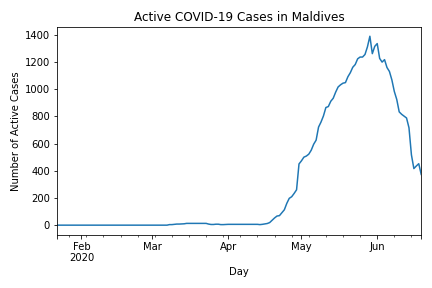 Active COVID-19 Cases in Maldives
1400
1200
1000
800
600
400
200
0
Number of Active Cases
Feb Mar Apr May Jun
2020
Day